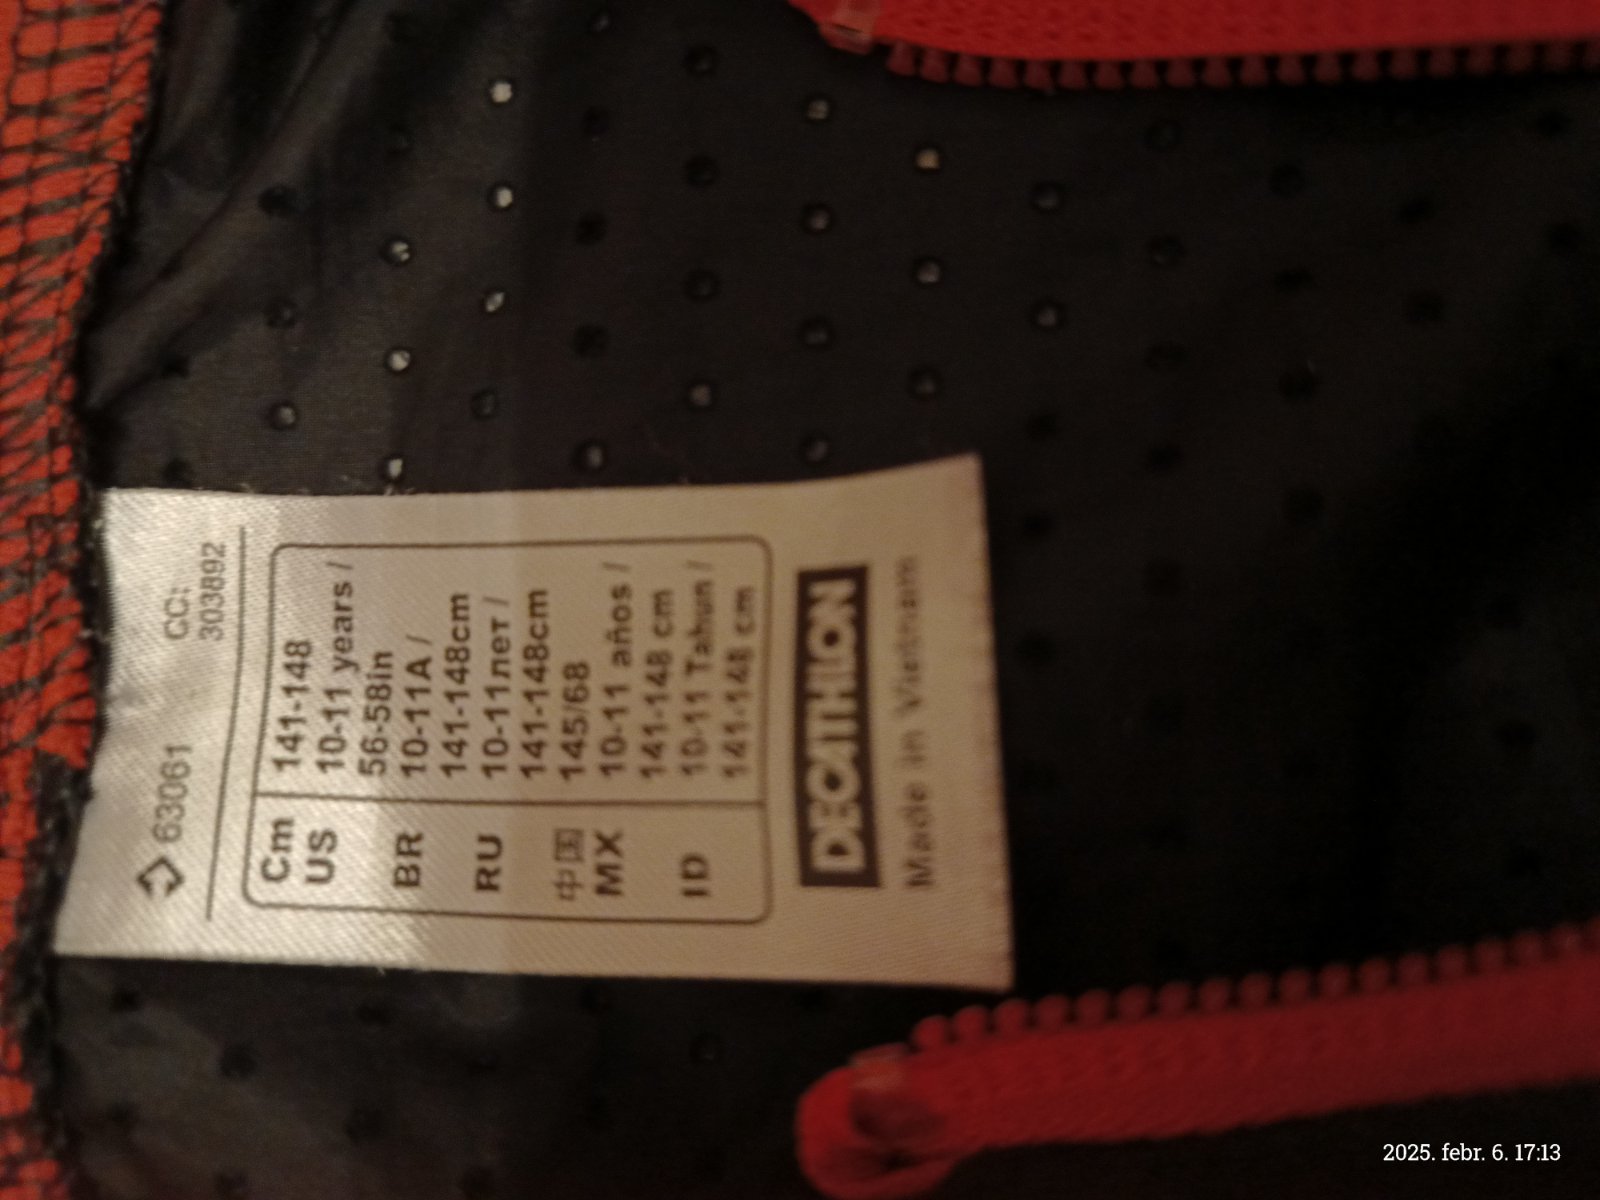 63061 CC:
303892
Cm 141-148
US 10-11 years /
56-58in
BR 10-11A /
141-148cm
RU 10-11лет /
141-148cm
中国 145/68
MX 10-11 años /
141-148 cm
ID 10-11 Tahun /
141-148 cm
DECATHLON
Made in Vietnam
2025. febr. 6. 17:13